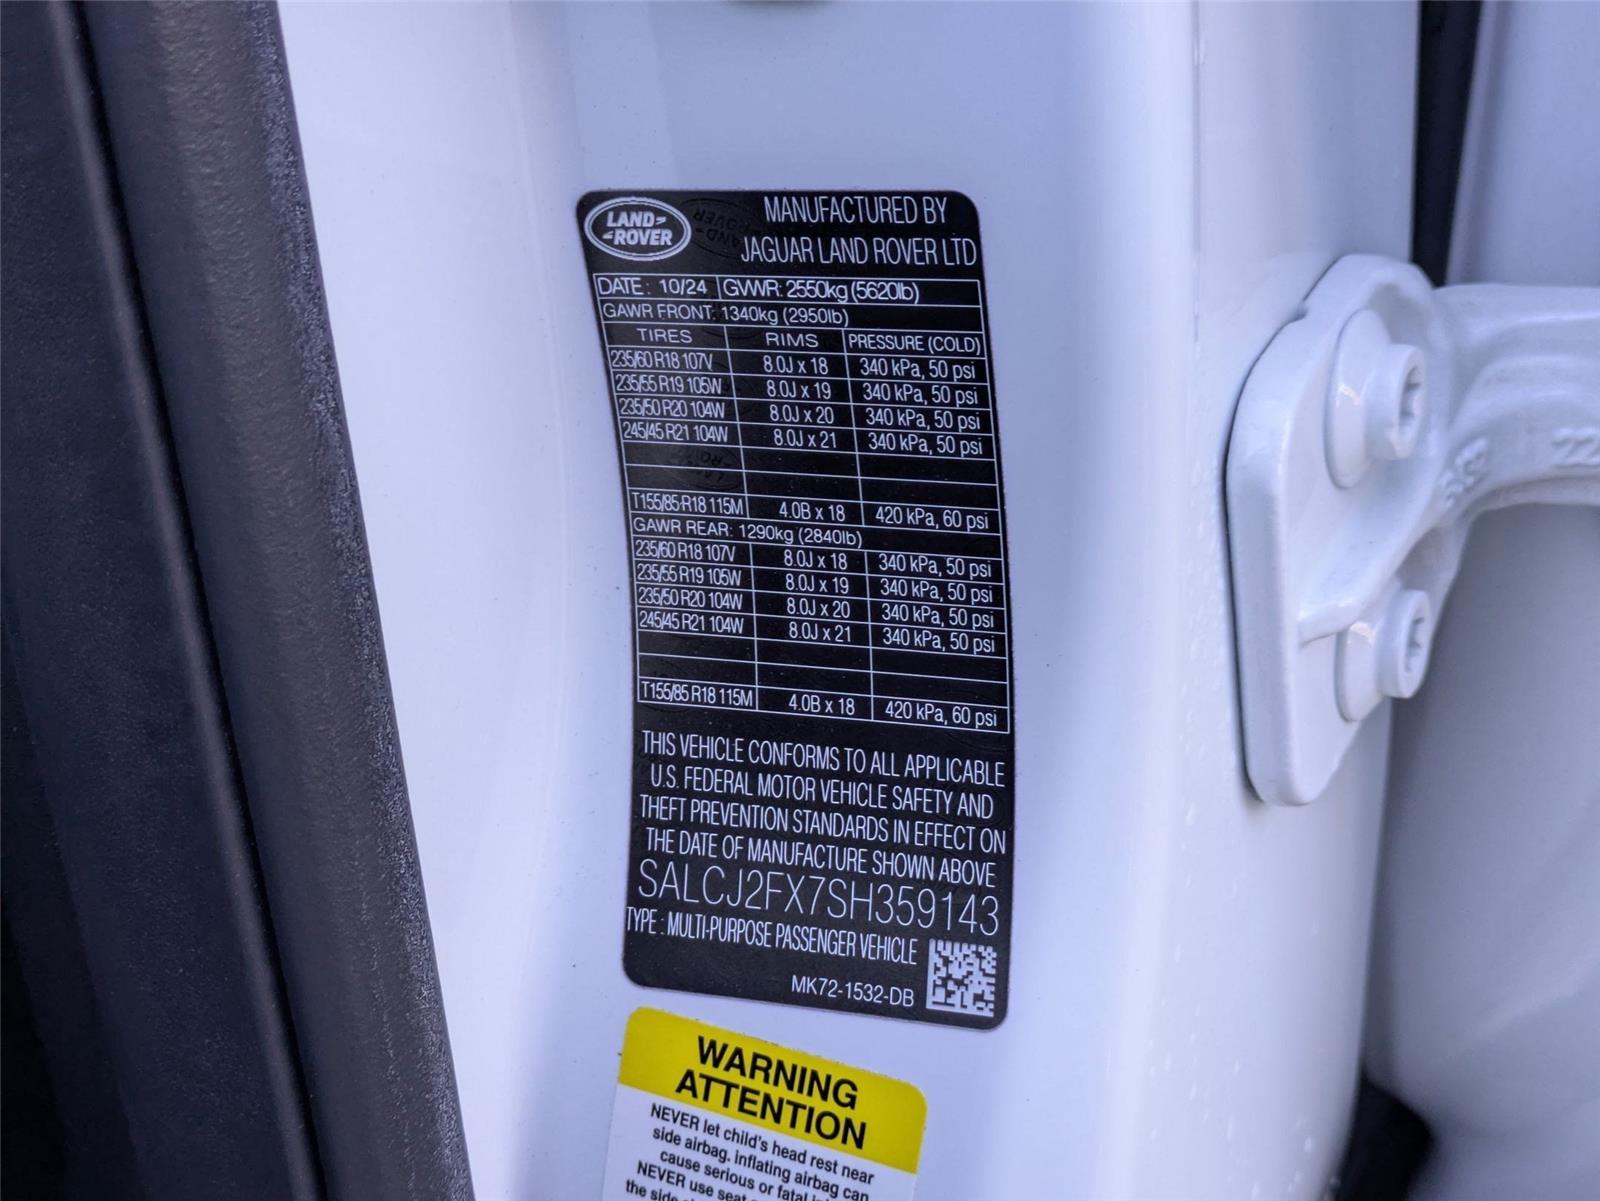 LAND
ROVER
MANUFACTURED BY
JAGUAR LAND ROVER LTD
DATE: 10/24 GVWR: 2550kg (5620lb)
GAWR FRONT: 1340kg (2950lb)
TIRES RIMS PRESSURE (COLD)
235/60 R18 107V 8.0J x 18 340 kPa, 50 psi
235/55 R19 105W 8.0J x 19 340 kPa, 50 psi
235/50 R20 104W 8.0J x 20 340 kPa, 50 psi
245/45 R21 104W 8.0J x 21 340 kPa, 50 psi
T155/85 R18 115M 4.0B x 18 420 kPa, 60 psi
GAWR REAR: 1290kg (2840lb)
235/60 R18 107V 8.0J x 18 340 kPa, 50 psi
235/55 R19 105W 8.0J x 19 340 kPa, 50 psi
235/50 R20 104W 8.0J x 20 340 kPa, 50 psi
245/45 R21 104W 8.0J x 21 340 kPa, 50 psi
T155/85 R18 115M 4.0B x 18 420 kPa, 60 psi
THIS VEHICLE CONFORMS TO ALL APPLICABLE
U.S. FEDERAL MOTOR VEHICLE SAFETY AND
THEFT PREVENTION STANDARDS IN EFFECT ON
THE DATE OF MANUFACTURE SHOWN ABOVE
SALCJ2FX7SH359143
TYPE : MULTI-PURPOSE PASSENGER VEHICLE
MK72-1532-DB
WARNING
ATTENTION
NEVER let child's head rest near
side airbag. inflating airbag can
cause serious or fatal
NEVER use
the side